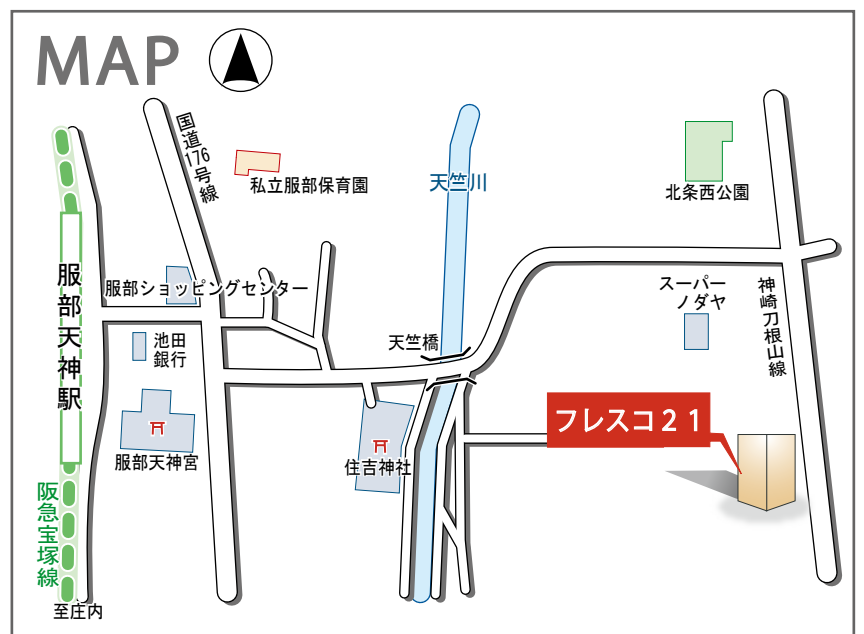 MAP
国道176号線
私立服部保育園
天竺川
北条西公園
服部ショッピングセンター
スーパー
ノダヤ
神崎刀根山線
服部天神駅
池田
銀行
天竺橋
フレスコ21
服部天神宮
住吉神社
阪急宝塚線
至庄内